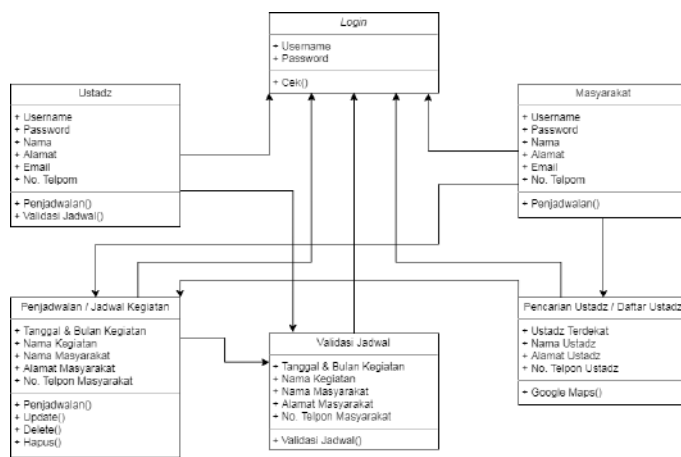 Login
+ Username
+ Password
+ Cek()
Ustadz
+ Username
+ Password
+ Nama
+ Alamat
+ Email
+ No. Telpom
+ Penjadwalan()
+ Validasi Jadwal()
Masyarakat
+ Username
+ Password
+ Nama
+ Alamat
+ Email
+ No. Telpom
+ Penjadwalan()
Penjadwalan / Jadwal Kegiatan
+ Tanggal & Bulan Kegiatan
+ Nama Kegiatan
+ Nama Masyarakat
+ Alamat Masyarakat
+ No. Telpon Masyarakat
+ Penjadwalan()
+ Update()
+ Delete()
+ Hapus()
Validasi Jadwal
+ Tanggal & Bulan Kegiatan
+ Nama Kegiatan
+ Nama Masyarakat
+ Alamat Masyarakat
+ No. Telpon Masyarakat
+ Validasi Jadwal()
Pencarian Ustadz / Daftar Ustadz
+ Ustadz Terdekat
+ Nama Ustadz
+ Alamat Ustadz
+ No. Telpon Ustadz
+ Google Maps()